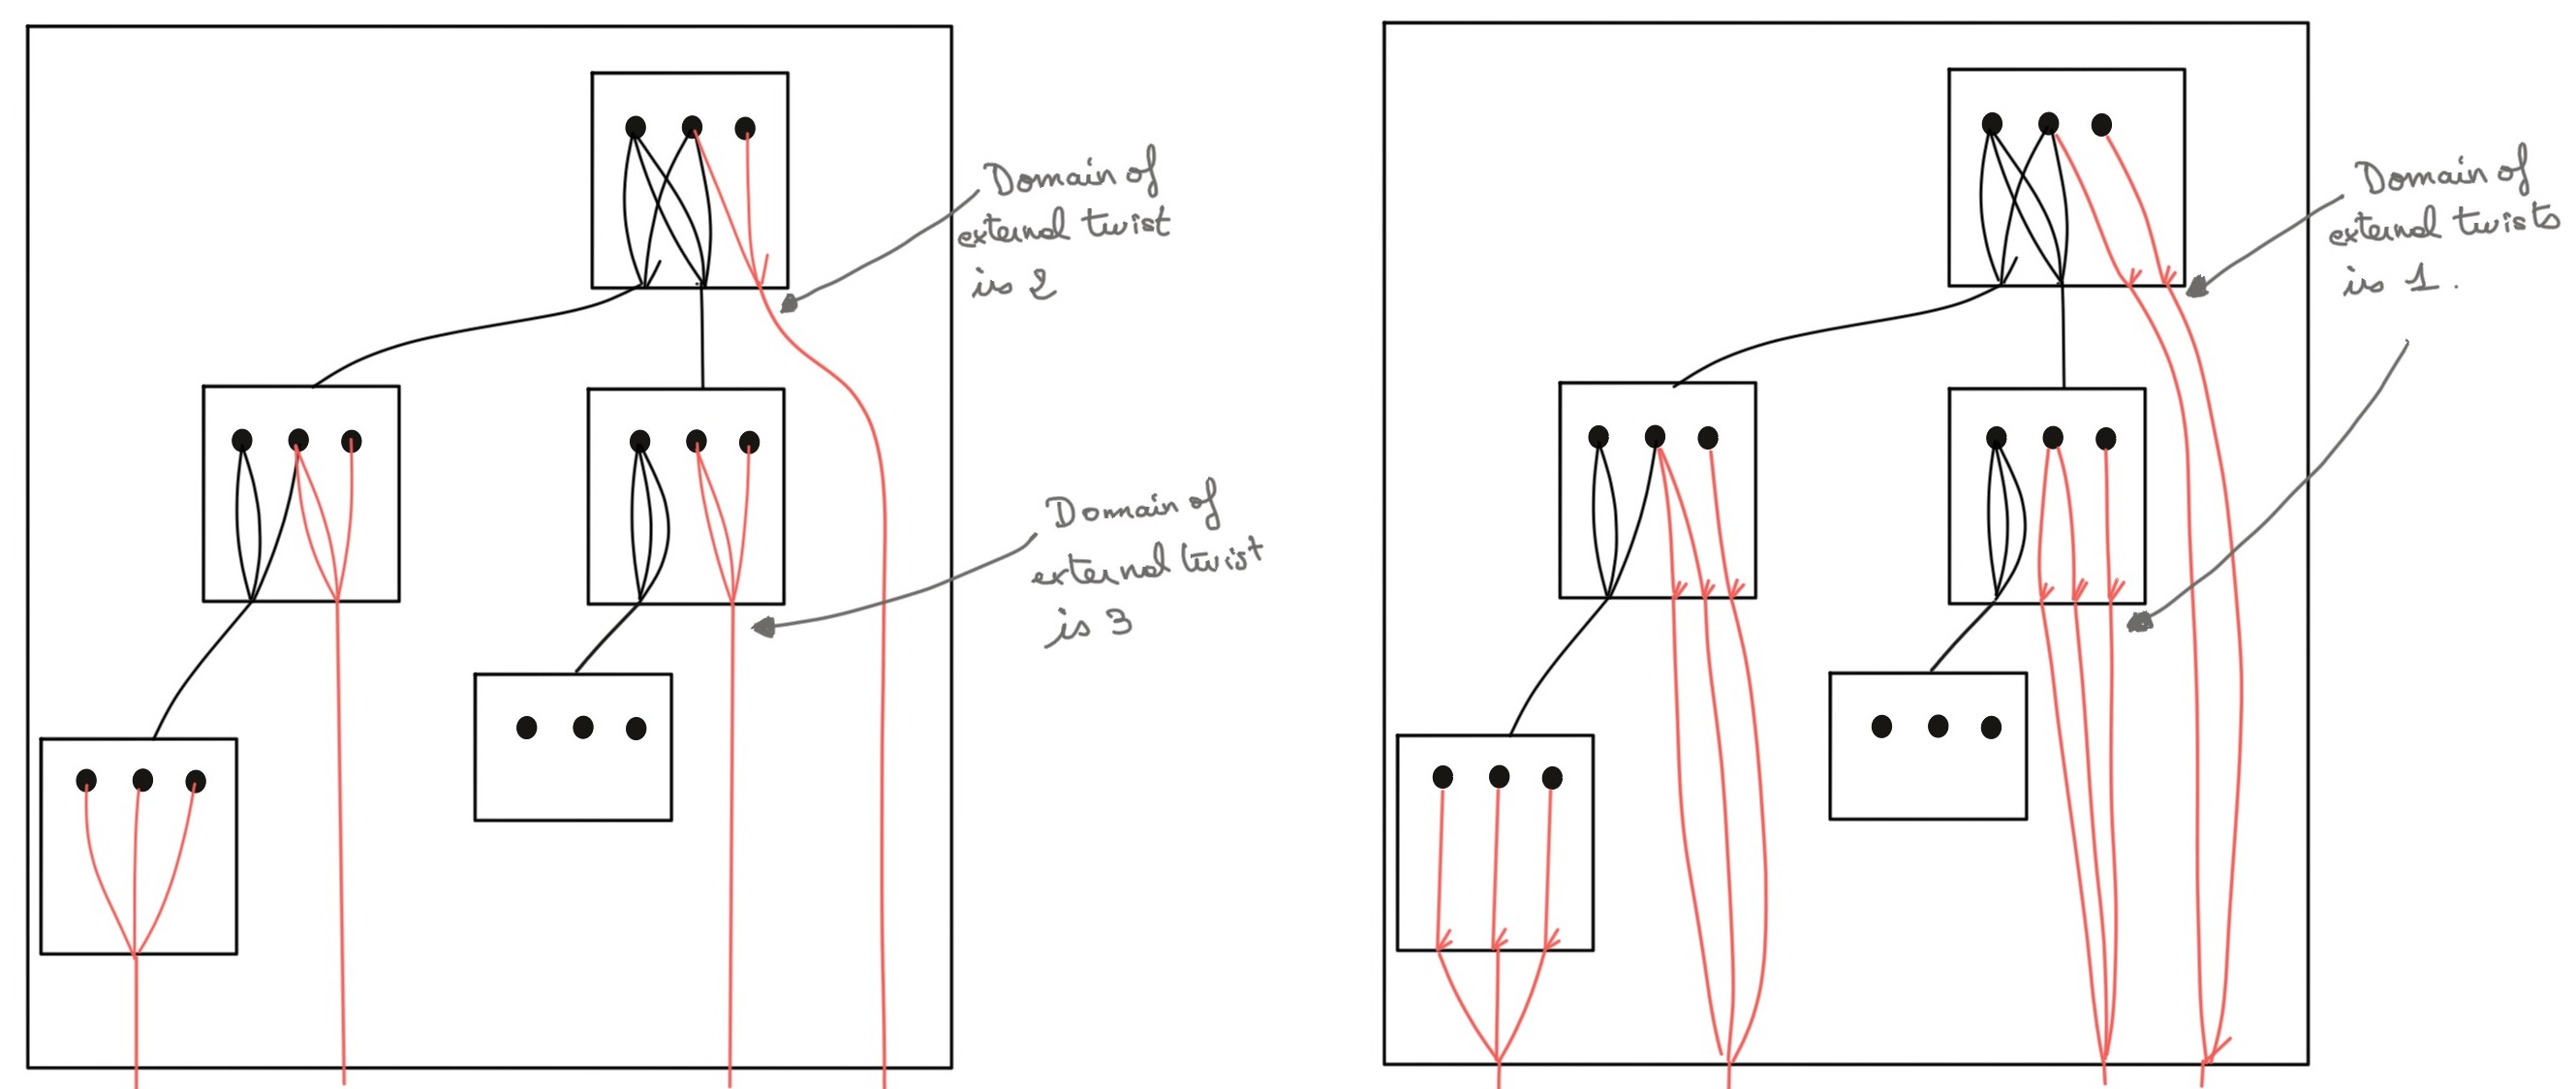 Domain of
external twist
is 2
Domain of
external twist
is 3
Domain of
external twists
is 1.